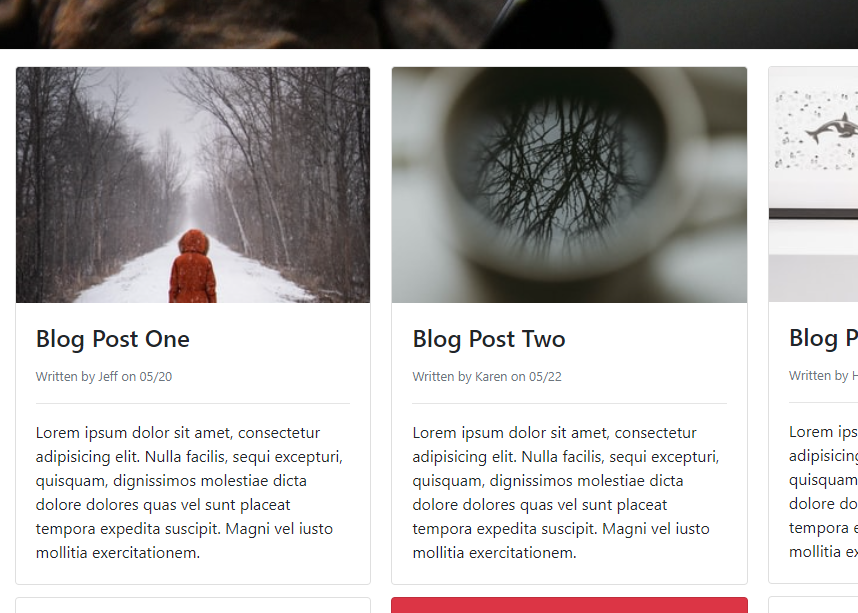 Blog Post One
Written by Jeff on 05/20
Lorem ipsum dolor sit amet, consectetur
adipisicing elit. Nulla facilis, sequi excepturi,
quisquam, dignissimos molestiae dicta
dolore dolores quas vel sunt placeat
tempora expedita suscipit. Magni vel iusto
mollitia exercitationem.
Blog Post Two
Written by Karen on 05/22
Lorem ipsum dolor sit amet, consectetur
adipisicing elit. Nulla facilis, sequi excepturi,
quisquam, dignissimos molestiae dicta
dolore dolores quas vel sunt placeat
tempora expedita suscipit. Magni vel iusto
mollitia exercitationem.
Blog
Written by
Lorem
quisquam
dolore
tempora
mollitia